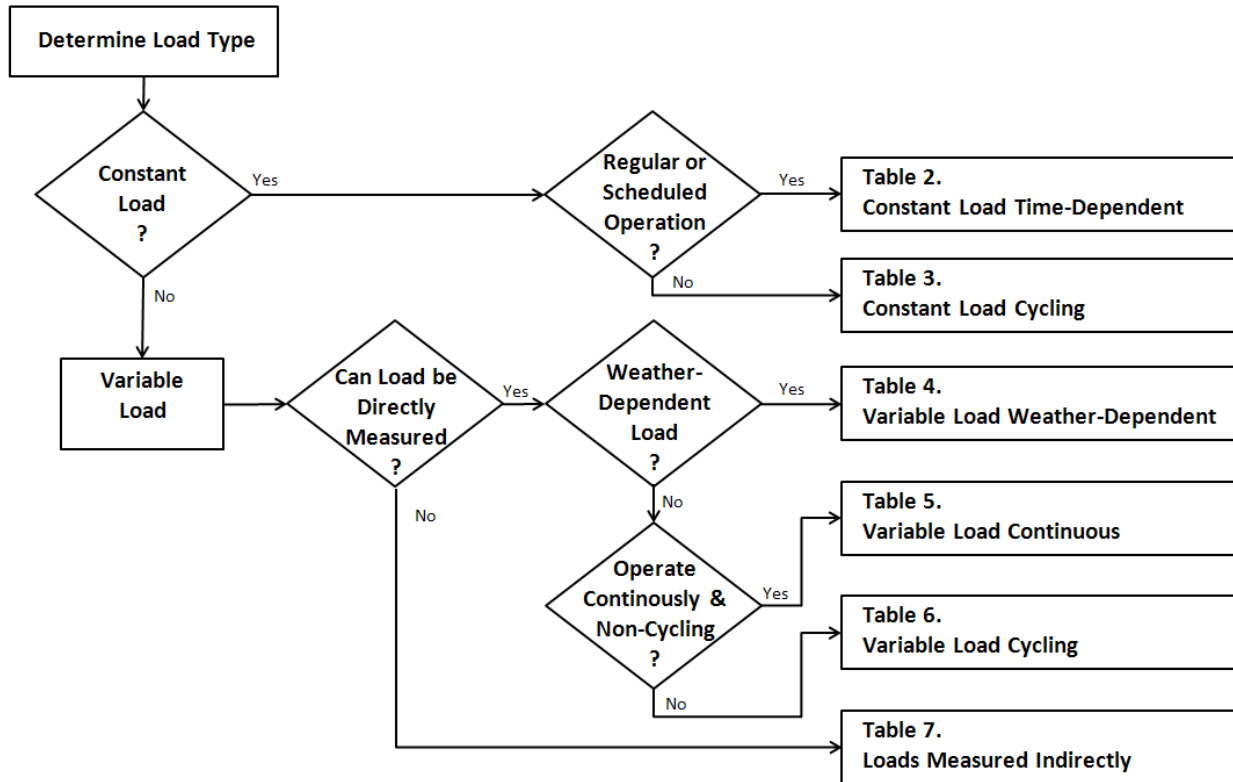 Determine Load Type
Constant
Load
?
Yes
Regular or
Scheduled
Operation
?
Yes
Table 2.
Constant Load Time-Dependent
No
Table 3.
Constant Load Cycling
No
Variable
Load
Can Load be
Directly
Measured
?
Yes
Weather-
Dependent
Load
?
Yes
Table 4.
Variable Load Weather-Dependent
No
No
Operate
Continously &
Non-Cycling
?
Yes
Table 5.
Variable Load Continuous
No
Table 6.
Variable Load Cycling
Table 7.
Loads Measured Indirectly